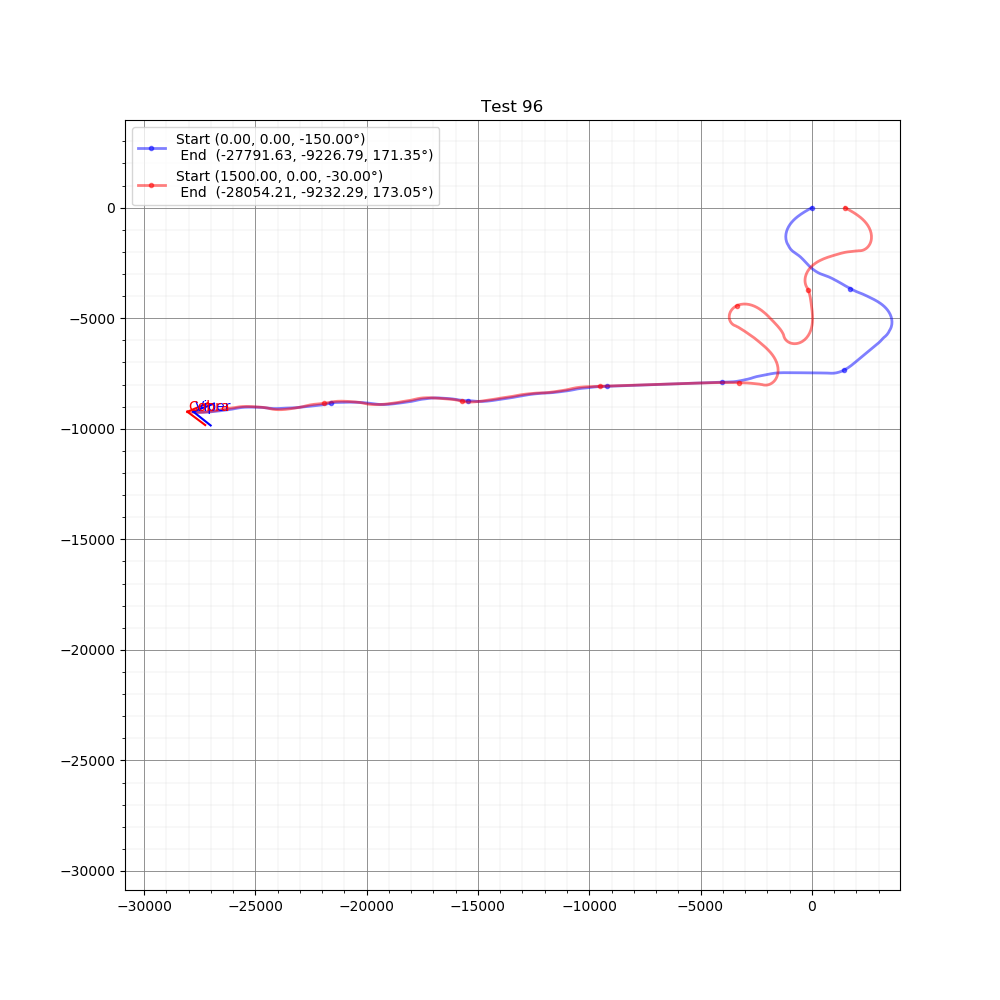 Test 96
Start (0.00, 0.00, -150.00°)
End  (-27791.63, -9226.79, 171.35°)
Start (1500.00, 0.00, -30.00°)
End  (-28054.21, -9232.29, 173.05°)
0
−5000
−10000
−15000
−20000
−25000
−30000
−30000 −25000 −20000 −15000 −10000 −5000 0